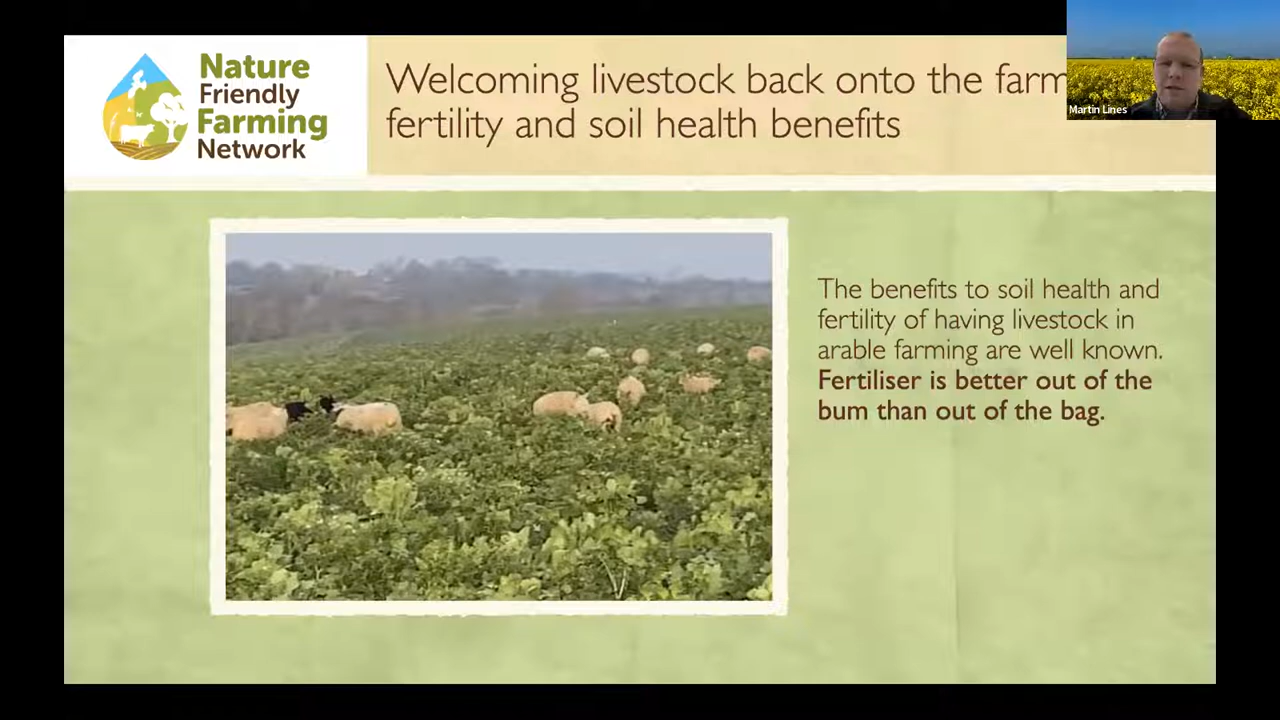 Nature
Friendly
Farming
Network
Welcoming livestock back onto the farm
fertility and soil health benefits
Martin Lines
The benefits to soil health and
fertility of having livestock in
arable farming are well known.
Fertiliser is better out of the
bum than out of the bag.